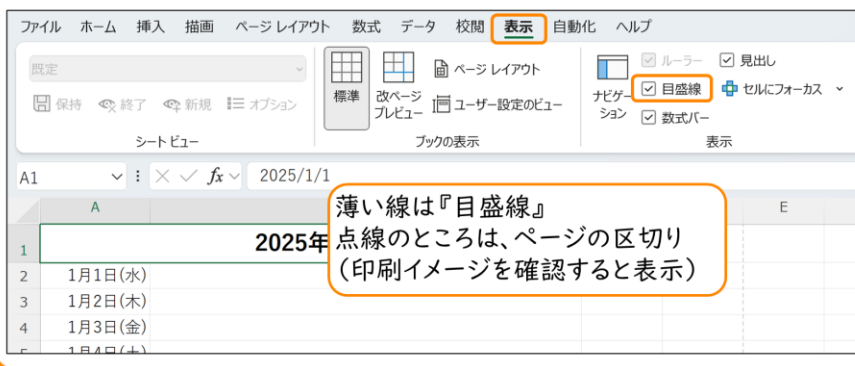 ファイル ホーム 挿入 描画 ページ レイアウト 数式 データ 校閲 表示 自動化 ヘルプ
既定
保持 終了 新規 オプション
シート ビュー
標準
改ページ
プレビュー
ページ レイアウト
ユーザー設定のビュー
ブックの表示
ナビゲー
ション
ルーラー
見出し
目盛線
セルにフォーカス
数式バー
表示
A1 fx 2025/1/1
薄い線は『目盛線』
点線のところは、ページの区切り
(印刷イメージを確認すると表示)
A E
1 2025年
2 1月1日(水)
3 1月2日(木)
4 1月3日(金)
5 1月4日(土)